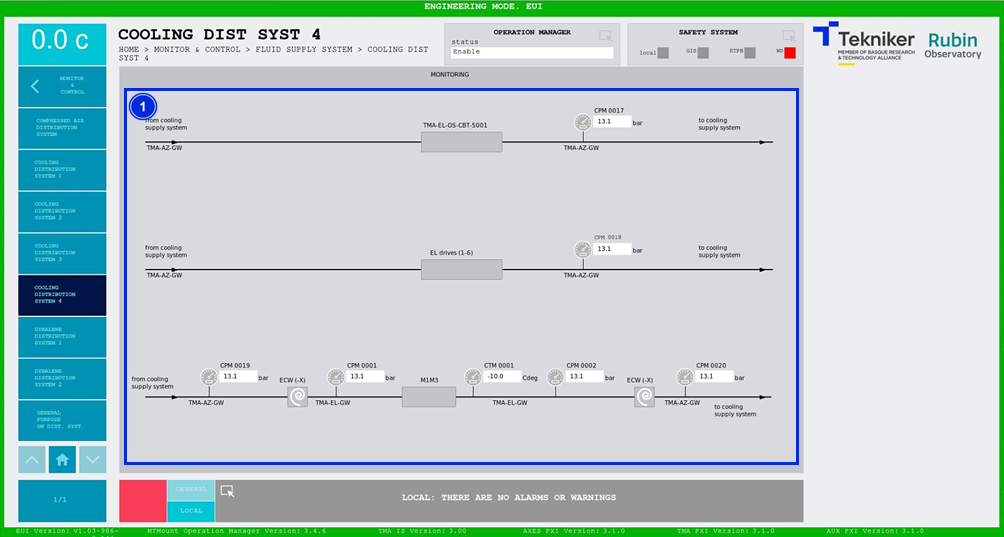 ENGINEERING MODE. EUI
0.0 c
COOLING DIST SYST 4
HOME > MONITOR & CONTROL > FLUID SUPPLY SYSTEM > COOLING DIST
SYST 4
OPERATION MANAGER
status
Enable
SAFETY SYSTEM
local
GIS
ETPB
WD
Tekniker
MEMBER OF BASQUE RESEARCH
& TECHNOLOGY ALLIANCE
Rubin
Observatory
MONITOR
&
CONTROL
COMPRESSED AIR
DISTRIBUTION
SYSTEM
COOLING
DISTRIBUTION
SYSTEM 1
COOLING
DISTRIBUTION
SYSTEM 2
COOLING
DISTRIBUTION
SYSTEM 3
COOLING
DISTRIBUTION
SYSTEM 4
DYNALENE
DISTRIBUTION
SYSTEM 1
DYNALENE
DISTRIBUTION
SYSTEM 2
GENERAL
PURPOSE
GW DIST. SYST.
1/1
MONITORING
1
from cooling
supply system
TMA-AZ-GW
TMA-EL-OS-CBT-5001
CPM 0017
13.1 bar
TMA-AZ-GW
to cooling
supply system
from cooling
supply system
TMA-AZ-GW
EL drives (1-6)
CPM 0018
13.1 bar
TMA-AZ-GW
to cooling
supply system
from cooling
supply system
CPM 0019
13.1 bar
TMA-AZ-GW
ECW (-X)
CPM 0001
13.1 bar
TMA-EL-GW
M1M3
CTM 0001
-10.0 Cdeg
TMA-EL-GW
CPM 0002
13.1 bar
ECW (-X)
CPM 0020
13.1 bar
TMA-AZ-GW
to cooling
supply system
GENERAL
LOCAL
LOCAL: THERE ARE NO ALARMS OR WARNINGS
EUI Version: v1.03-986-
MTMount Operation Manager Version: 3.4.6
TMA IS Version: 3.00
AXES PXI Version: 3.1.0
TMA PXI Version: 3.1.0
AUX PXI Version: 3.1.0